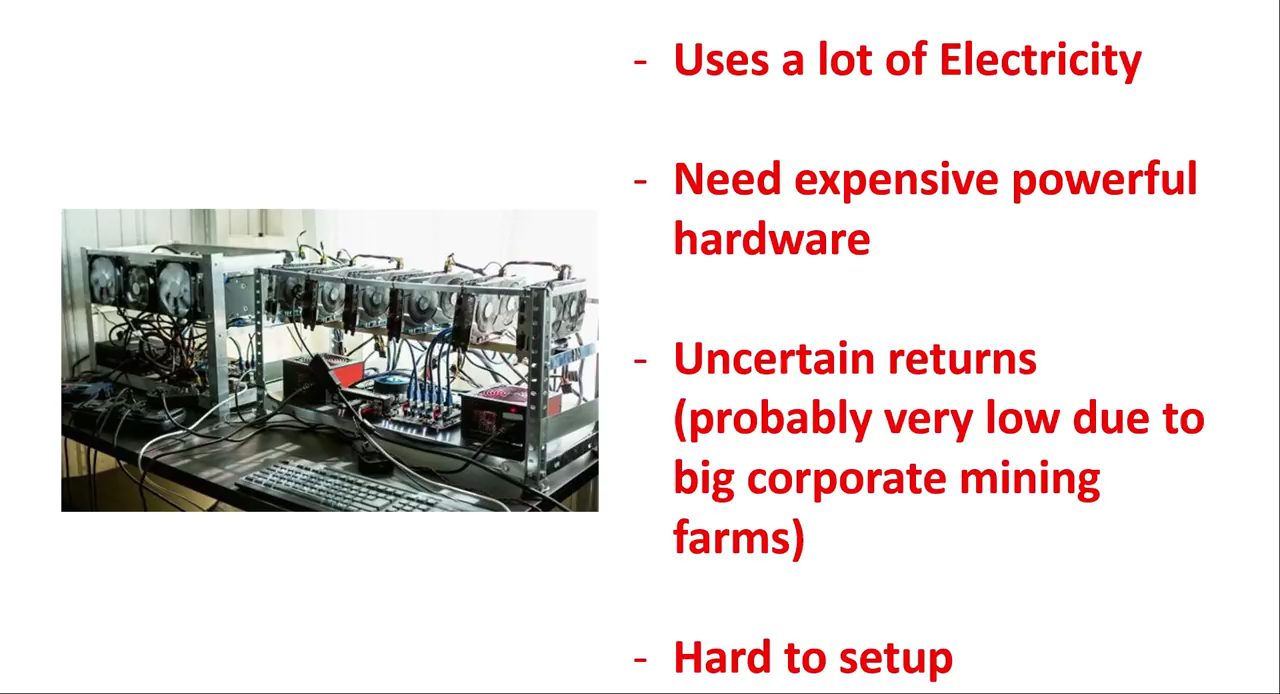 - Uses a lot of Electricity
- Need expensive powerful
hardware
- Uncertain returns
(probably very low due to
big corporate mining
farms)
- Hard to setup